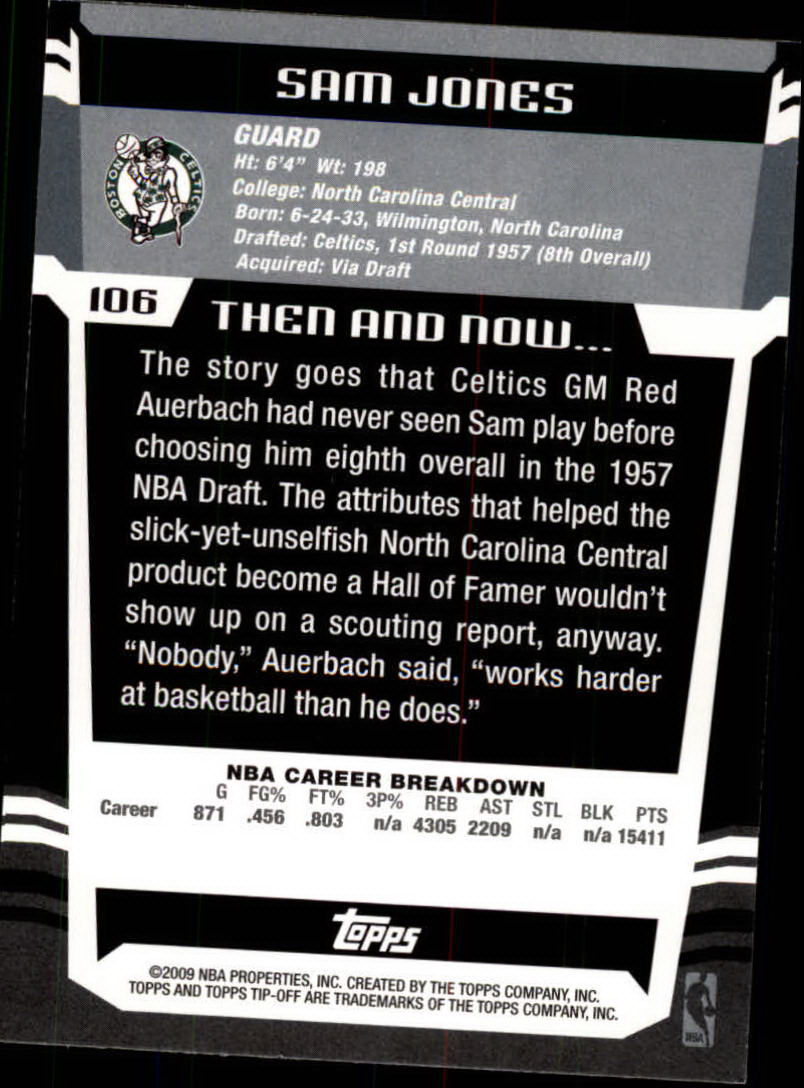 SAM JONES
BOSTON CELTICS
GUARD
Ht: 6'4" Wt: 198
College: North Carolina Central
Born: 6-24-33, Wilmington, North Carolina
Drafted: Celtics, 1st Round 1957 (8th Overall)
Acquired: Via Draft
106
THEN AND NOW...
The story goes that Celtics GM Red
Auerbach had never seen Sam play before
choosing him eighth overall in the 1957
NBA Draft. The attributes that helped the
slick-yet-unselfish North Carolina Central
product become a Hall of Famer wouldn't
show up on a scouting report, anyway.
“Nobody,” Auerbach said, “works harder
at basketball than he does.”
NBA CAREER BREAKDOWN
G FG% FT% 3P% REB AST STL BLK PTS
Career 871 .456 .803 n/a 4305 2209 n/a n/a 15411
topps
©2009 NBA PROPERTIES, INC. CREATED BY THE TOPPS COMPANY, INC.
TOPPS AND TOPPS TIP-OFF ARE TRADEMARKS OF THE TOPPS COMPANY, INC.
NBA